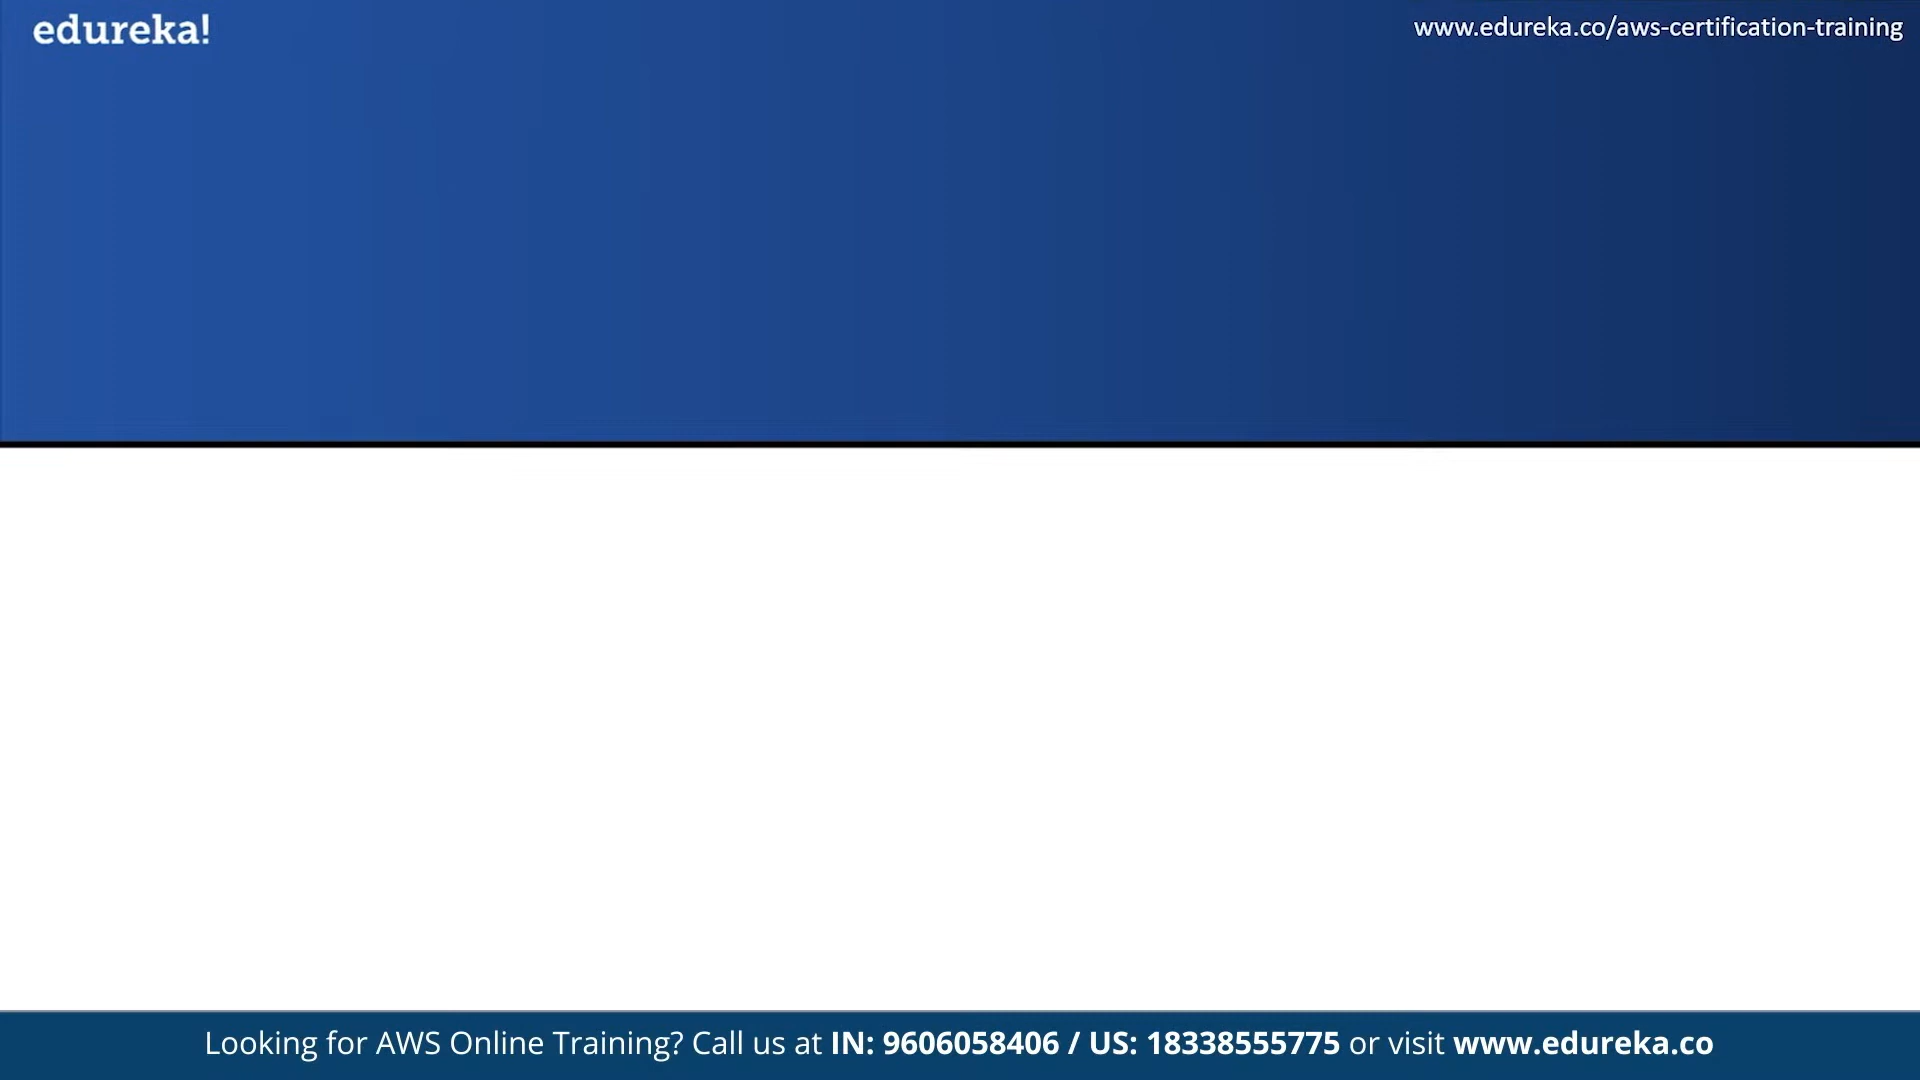 edureka!
www.edureka.co/aws-certification-training
Looking for AWS Online Training? Call us at IN: 9606058406 / US: 18338555775 or visit www.edureka.co